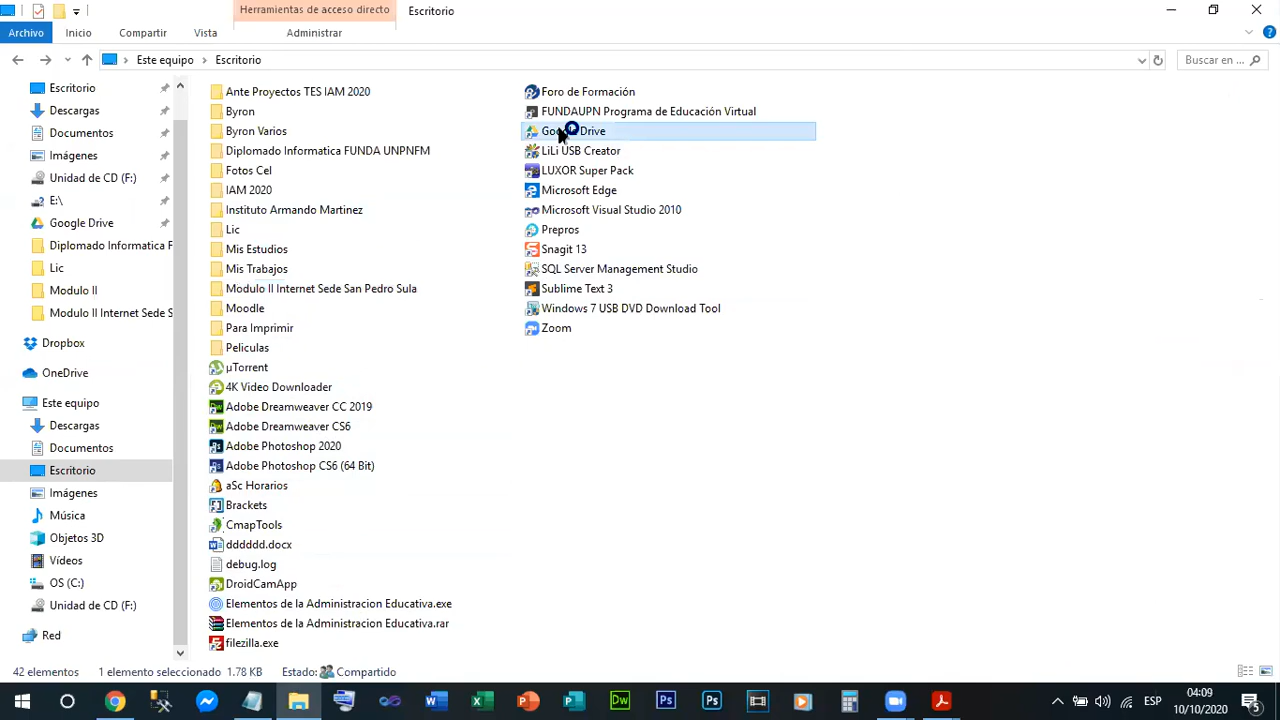 Herramientas de acceso directo
Escritorio
Archivo
Inicio
Compartir
Vista
Administrar
Este equipo
Escritorio
Buscar en ...
Escritorio
Descargas
Documentos
Imágenes
Unidad de CD (F:)
E:\
Google Drive
Diplomado Informatica F
Lic
Modulo II
Modulo II Internet Sede S
Dropbox
OneDrive
Este equipo
Descargas
Documentos
Escritorio
Imágenes
Música
Objetos 3D
Vídeos
OS (C:)
Unidad de CD (F:)
Red
Ante Proyectos TES IAM 2020
Byron
Byron Varios
Diplomado Informatica FUNDA UNPNFM
Fotos Cel
IAM 2020
Instituto Armando Martinez
Lic
Mis Estudios
Mis Trabajos
Modulo II Internet Sede San Pedro Sula
Moodle
Para Imprimir
Peliculas
µTorrent
4K Video Downloader
Adobe Dreamweaver CC 2019
Adobe Dreamweaver CS6
Adobe Photoshop 2020
Adobe Photoshop CS6 (64 Bit)
aSc Horarios
Brackets
CmapTools
dddddd.docx
debug.log
DroidCamApp
Elementos de la Administracion Educativa.exe
Elementos de la Administracion Educativa.rar
filezilla.exe
Foro de Formación
FUNDAUPN Programa de Educación Virtual
Google Drive
LiLi USB Creator
LUXOR Super Pack
Microsoft Edge
Microsoft Visual Studio 2010
Prepros
Snagit 13
SQL Server Management Studio
Sublime Text 3
Windows 7 USB DVD Download Tool
Zoom
42 elementos
1 elemento seleccionado 1.78 KB
Estado:
Compartido
ESP
04:09
10/10/2020
5